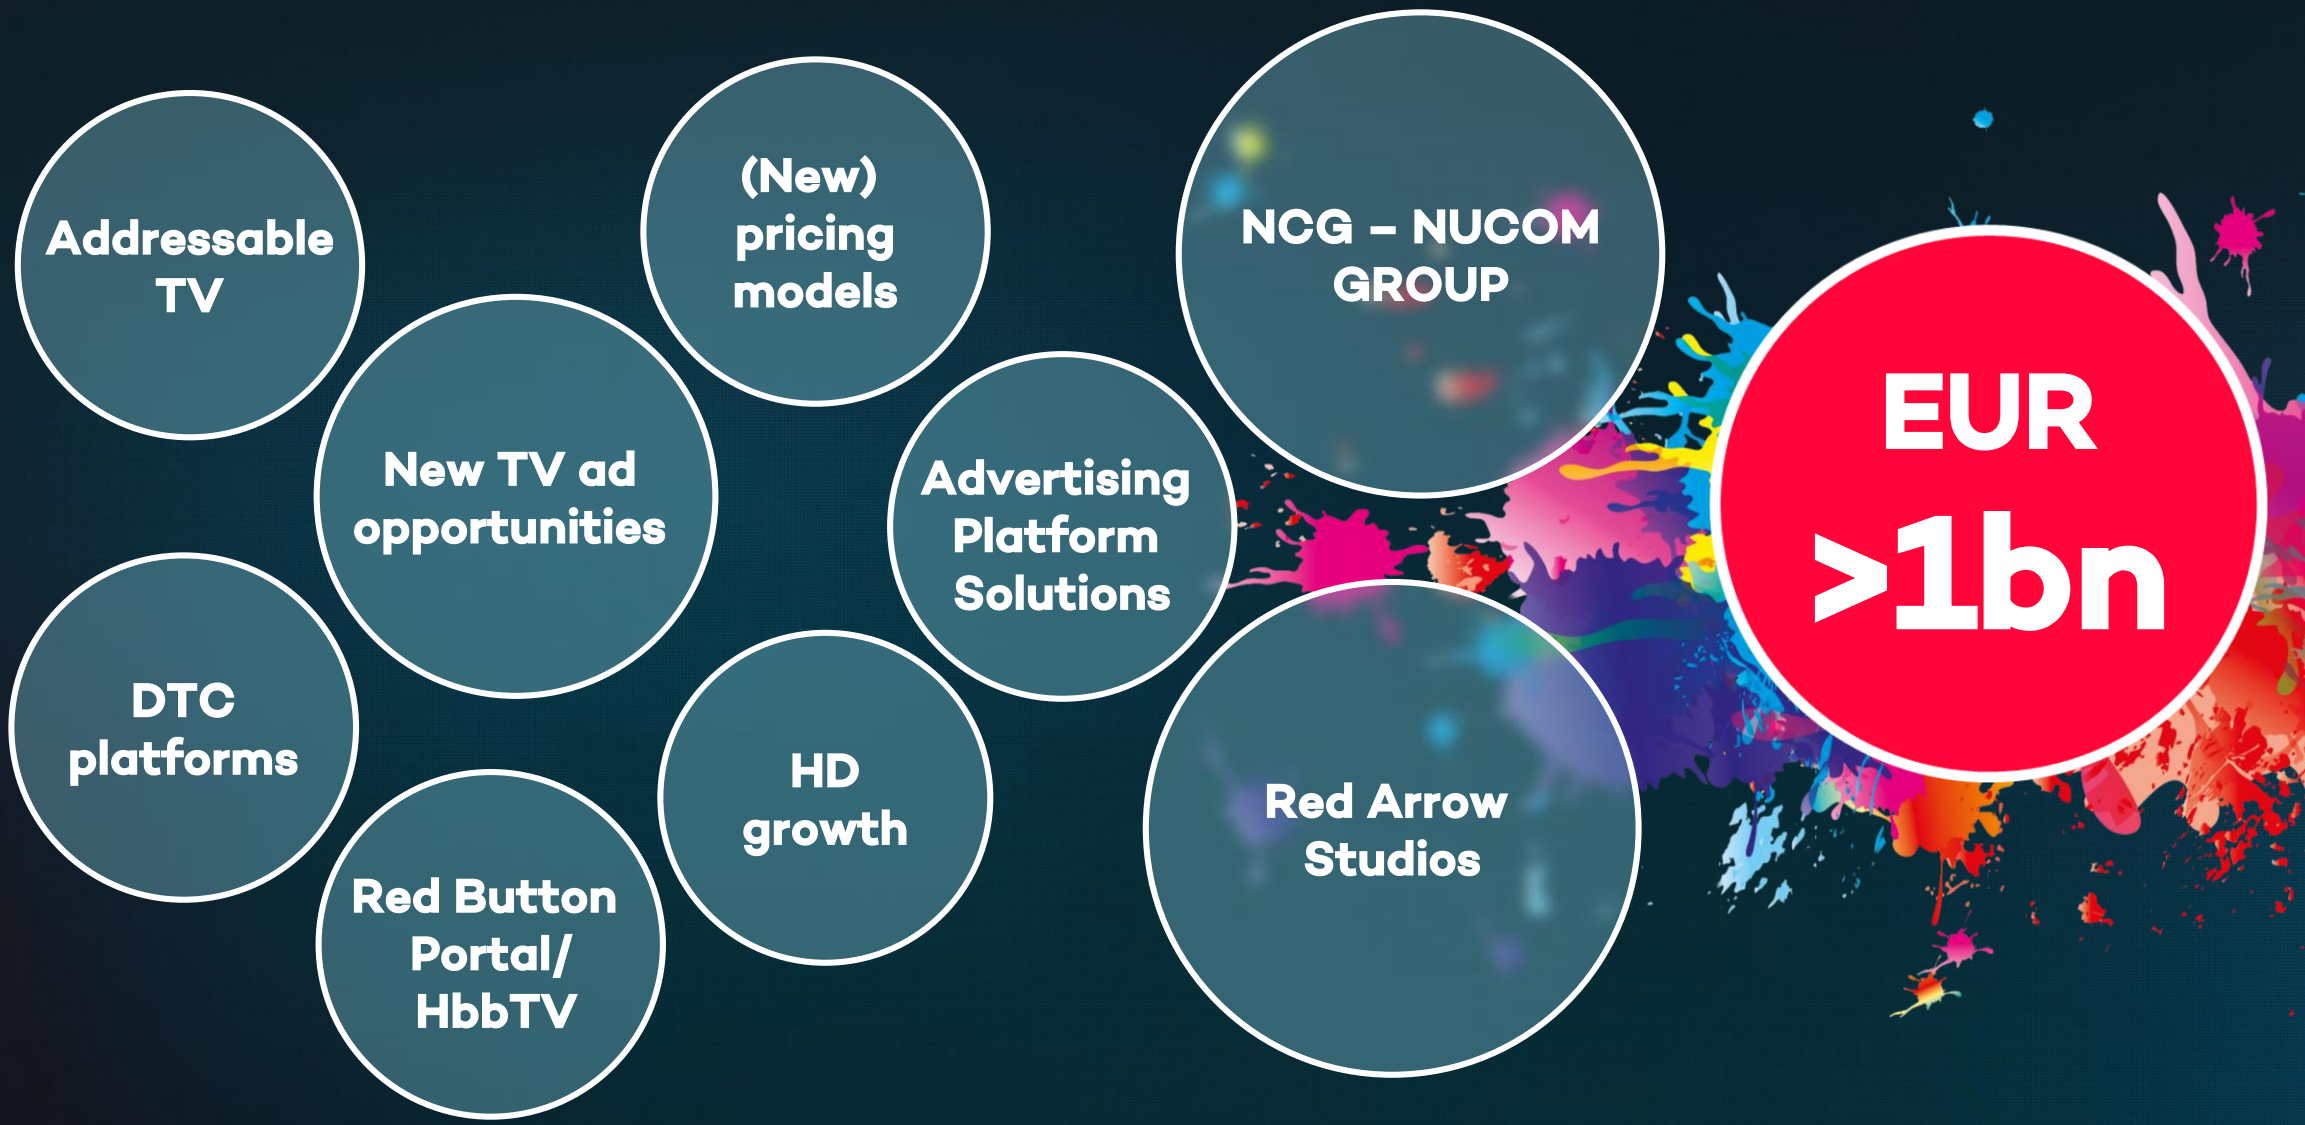 Addressable
TV
(New)
pricing
models
NCG – NUCOM
GROUP
New TV ad
opportunities
Advertising
Platform
Solutions
EUR
>1bn
DTC
platforms
HD
growth
Red Arrow
Studios
Red Button
Portal/
HbbTV